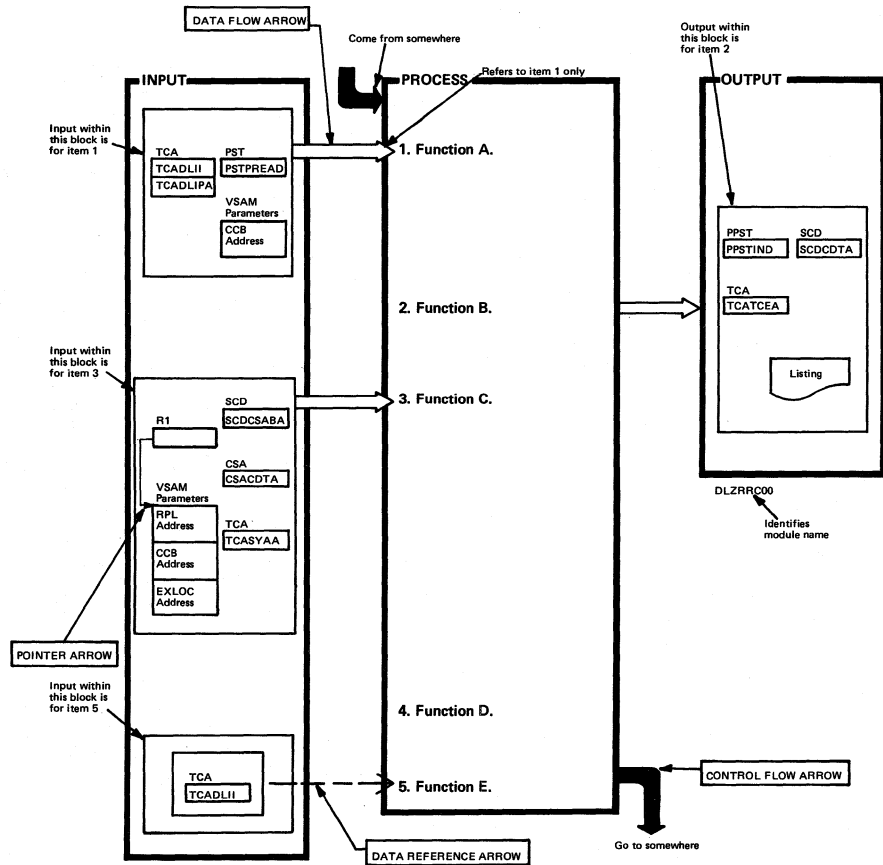 DATA FLOW ARROW
Come from somewhere
Output within
this block is
for item 2
INPUT
PROCESS
Refers to item 1 only
OUTPUT
Input within
this block is
for item 1
TCA
PST
TCADLII
PSTPREAD
TCADLIPA
VSAM
Parameters
CCB
Address
1. Function A.
PPST
SCD
PPSTIND
SCDCDTA
TCA
TCATCEA
Listing
2. Function B.
Input within
this block is
for item 3
SCD
SCDCSABA
R1
CSA
CSACDTA
VSAM
Parameters
RPL
Address
TCA
TCASYAA
CCB
Address
EXLOC
Address
3. Function C.
DLZRRC00
Identifies
module name
POINTER ARROW
Input within
this block is
for item 5
4. Function D.
TCA
TCADLII
5. Function E.
CONTROL FLOW ARROW
Go to somewhere
DATA REFERENCE ARROW